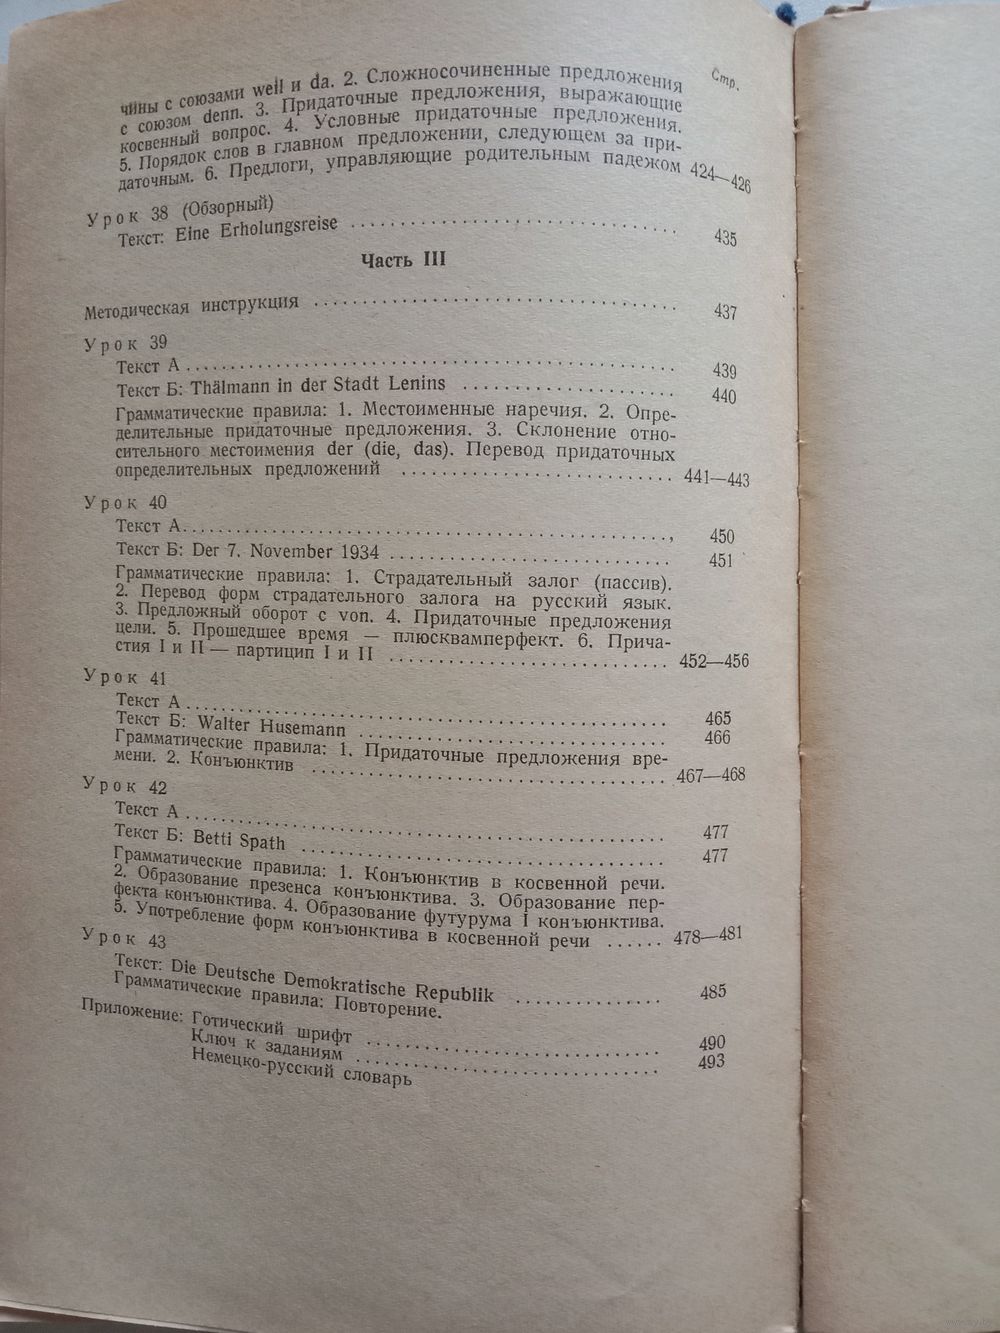 Стр.
чины с союзами weil и da. 2. Сложносочиненные предложения
с союзом denn. 3. Придаточные предложения, выражающие
косвенный вопрос. 4. Условные придаточные предложения.
5. Порядок слов в главном предложении, следующем за при-
даточным. 6. Предлоги, управляющие родительным падежом 424—426
Урок 38 (Обзорный)
Текст: Eine Erholungsreise 435
Часть III
Методическая инструкция 437
Урок 39
Текст А 439
Текст Б: Thälmann in der Stadt Lenins 440
Грамматические правила: 1. Местоименные наречия. 2. Опре-
делительные придаточные предложения. 3. Склонение отно-
сительного местоимения der (die, das). Перевод придаточных
определительных предложений 441—443
Урок 40
Текст А 450
Текст Б: Der 7. November 1934 451
Грамматические правила: 1. Страдательный залог (пассив).
2. Перевод форм страдательного залога на русский язык.
3. Предложный оборот с von. 4. Придаточные предложения
цели. 5. Прошедшее время — плюсквамперфект. 6. Прича-
стия I и II — партицип I и II 452—456
Урок 41
Текст А 465
Текст Б: Walter Husemann 466
Грамматические правила: 1. Придаточные предложения вре-
мени. 2. Конъюнктив 467—468
Урок 42
Текст А 477
Текст Б: Betti Spath 477
Грамматические правила: 1. Конъюнктив в косвенной речи.
2. Образование презенса конъюнктива. 3. Образование пер-
фекта конъюнктива. 4. Образование футурума I конъюнктива.
5. Употребление форм конъюнктива в косвенной речи 478—481
Урок 43
Текст: Die Deutsche Demokratische Republik 485
Грамматические правила: Повторение.
Приложение: Готический шрифт 490
Ключ к заданиям 493
Немецко-русский словарь